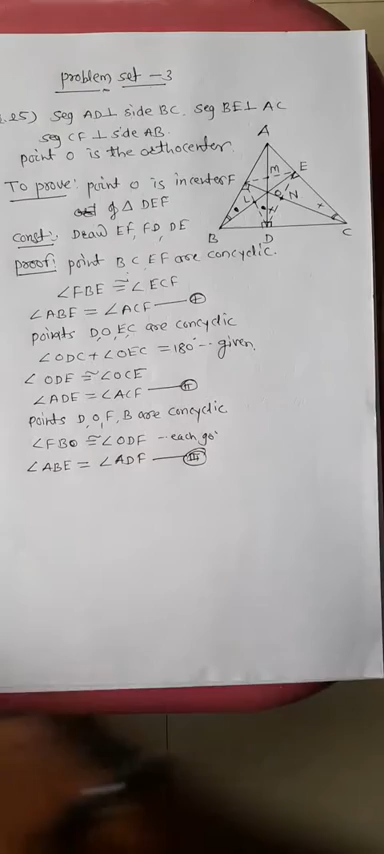 problem set - 3
.25) seg AD⊥ side BC. seg BE⊥ AC
seg CF ⊥ side AB.
point O is the orthocenter.
To prove: point O is incenter
of △ DEF
const:. Draw EF, FD, DE
proof: point B C, E F are concyclic.
∠FBE ≅ ∠ECF
∠ABE = ∠ACF — I
points D, O, E, C are concyclic
∠ODC + ∠OEC = 180° -- given.
∠ ODE ≅ ∠OCE
∠ADE = ∠ACF — II
Points D, O, F, B are concyclic
∠FBO ≅ ∠ODF -- each 90°
∠ABE = ∠ADF — III
A
E
M
F
L
O
N
x
B
D
C